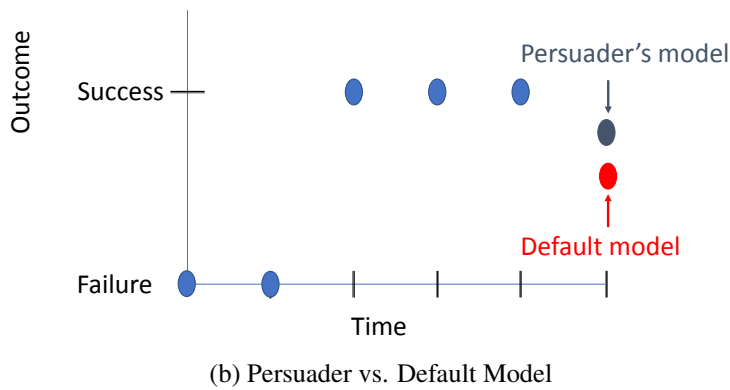 Outcome
Persuader's model
Success
Default model
Failure
Time
(b) Persuader vs. Default Model